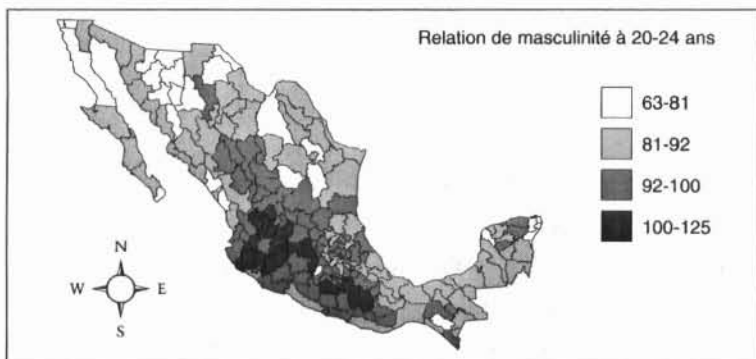 Relation de masculinité à 20-24 ans
63-81
81-92
92-100
100-125
N
W E
S